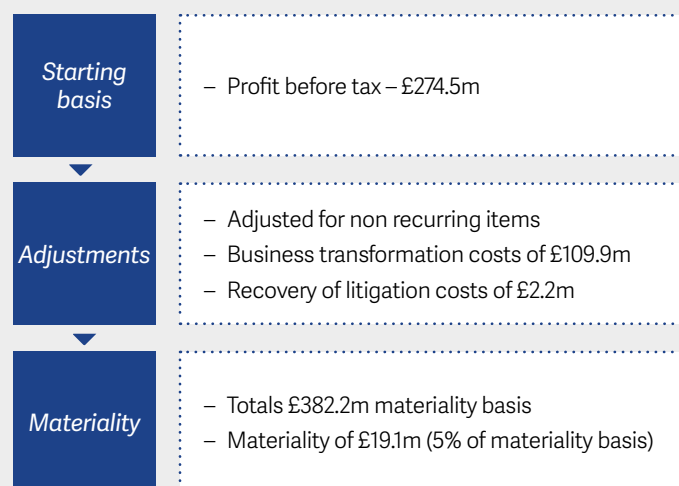 Starting
basis
– Profit before tax – £274.5m
Adjustments
– Adjusted for non recurring items
– Business transformation costs of £109.9m
– Recovery of litigation costs of £2.2m
Materiality
– Totals £382.2m materiality basis
– Materiality of £19.1m (5% of materiality basis)